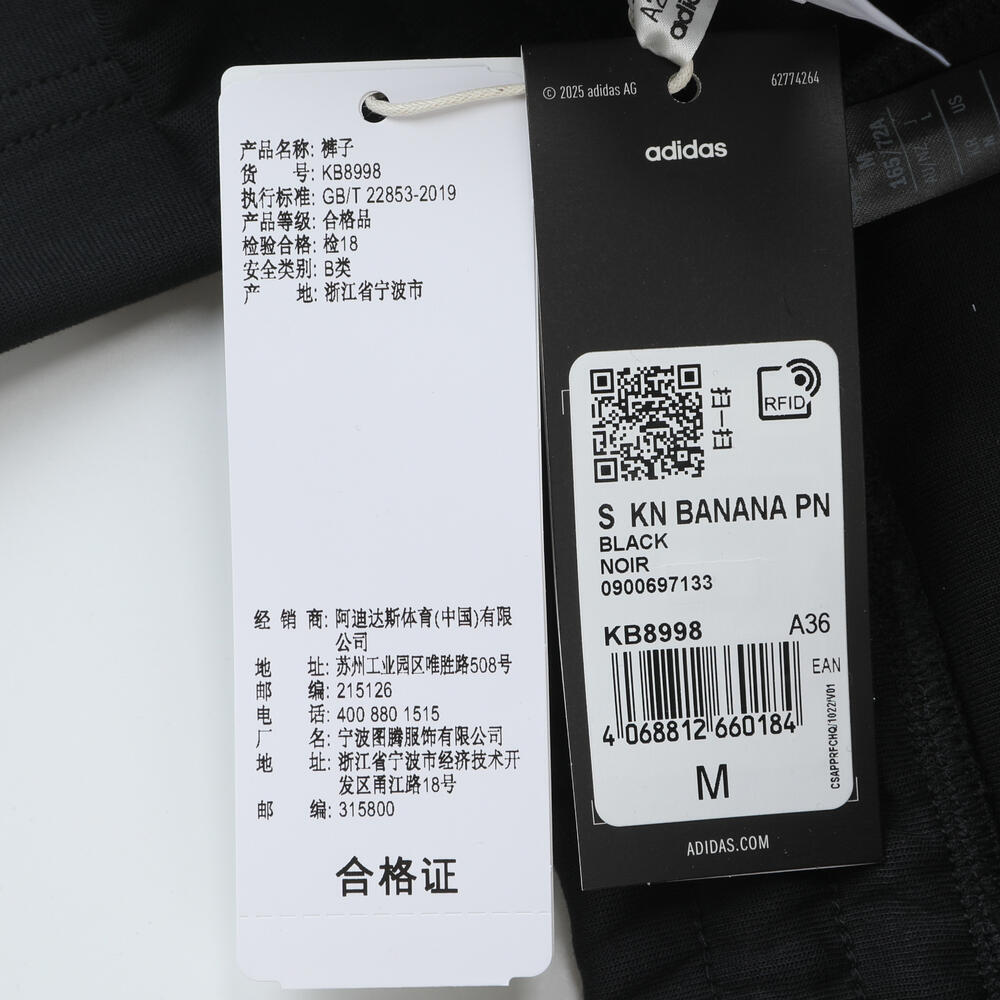 产品名称: 裤子
货 号: KB8998
执行标准: GB/T 22853-2019
产品等级: 合格品
检验合格: 检18
安全类别: B类
产 地: 浙江省宁波市
经 销 商: 阿迪达斯体育(中国)有限
公司
地 址: 苏州工业园区唯胜路508号
邮 编: 215126
电 话: 400 880 1515
厂 名: 宁波图腾服饰有限公司
地 址: 浙江省宁波市经济技术开
发区甬江路18号
邮 编: 315800
合格证
© 2025 adidas AG
62774264
adidas
扫一扫
RFID
S KN BANANA PN
BLACK
NOIR
0900697133
KB8998
A36
EAN
4 068812 660184
CSAPPRFCHQ/1022/V01
M
ADIDAS.COM
M
165/72A
J
L
AU/NZ
US